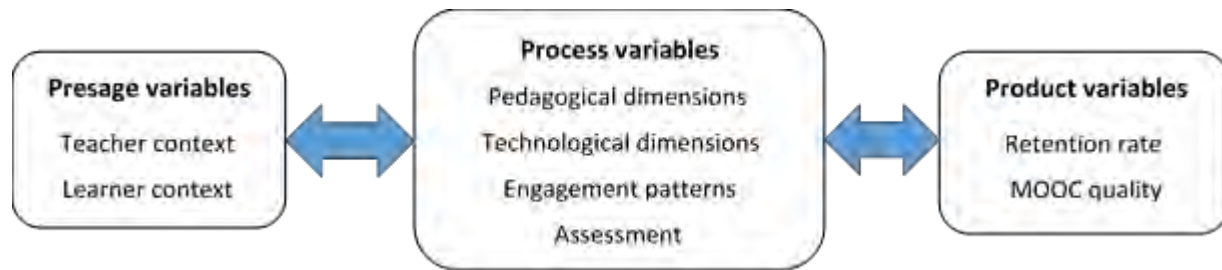 Presage variables
Teacher context
Learner context
Process variables
Pedagogical dimensions
Technological dimensions
Engagement patterns
Assessment
Product variables
Retention rate
MOOC quality